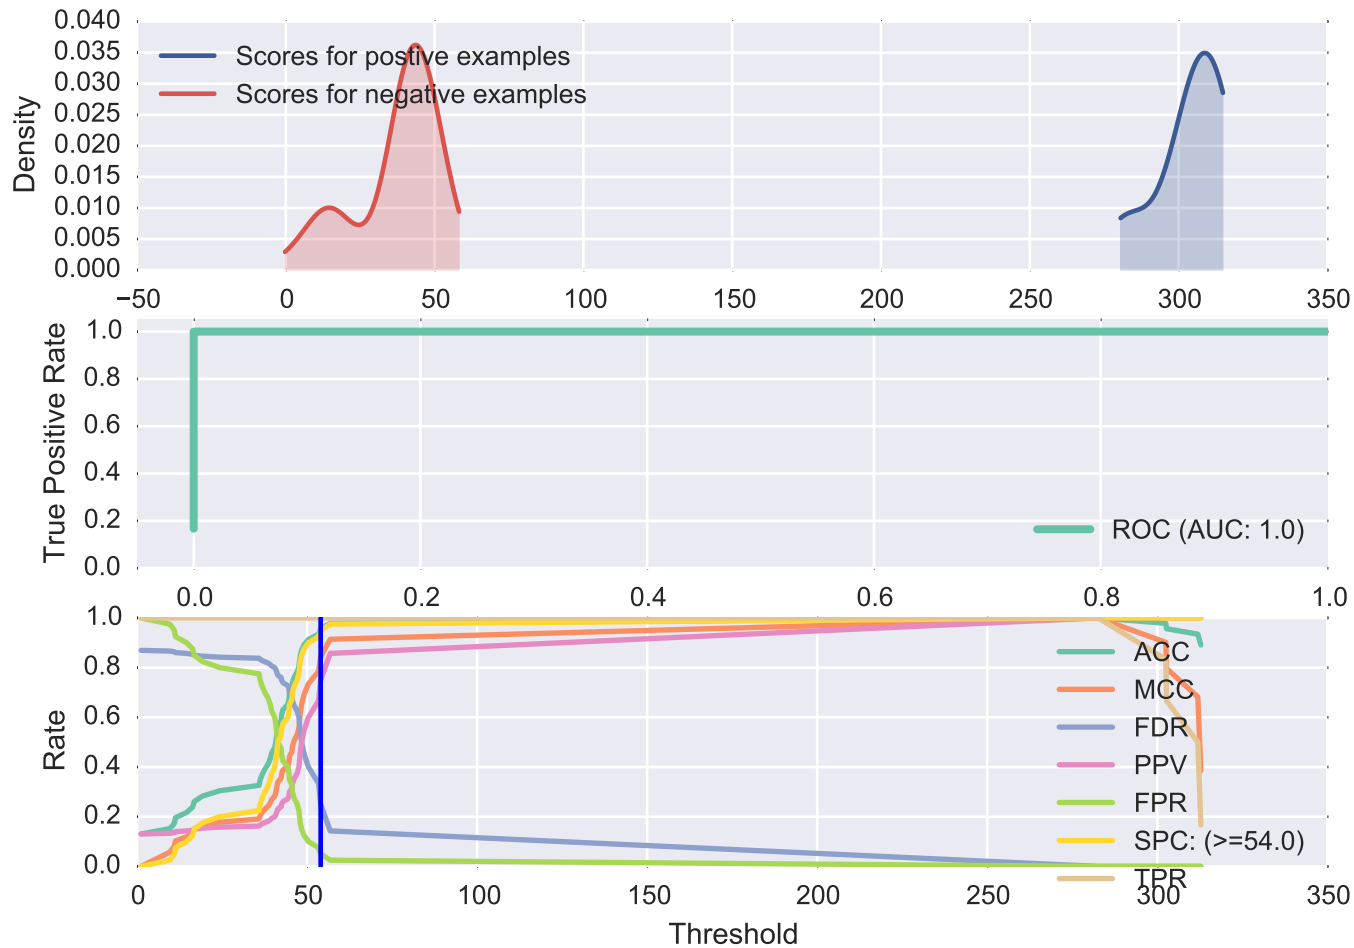 0.040
0.035
0.030
0.025
0.020
0.015
0.010
0.005
0.000
Density
Scores for postive examples
Scores for negative examples
−50 0 50 100 150 200 250 300 350
1.0
0.8
0.6
0.4
0.2
0.0
True Positive Rate
ROC (AUC: 1.0)
0.0 0.2 0.4 0.6 0.8 1.0
1.0
0.8
0.6
0.4
0.2
0.0
Rate
ACC
MCC
FDR
PPV
FPR
SPC: (>=54.0)
TPR
0 50 100 150 200 250 300 350
Threshold